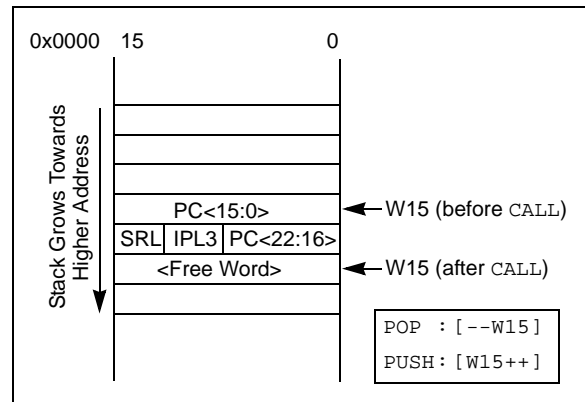 0x0000 15 0
Stack Grows Towards
Higher Address
PC<15:0>
W15 (before CALL)
SRL IPL3 PC<22:16>
<Free Word>
W15 (after CALL)
POP : [--W15]
PUSH: [W15++]